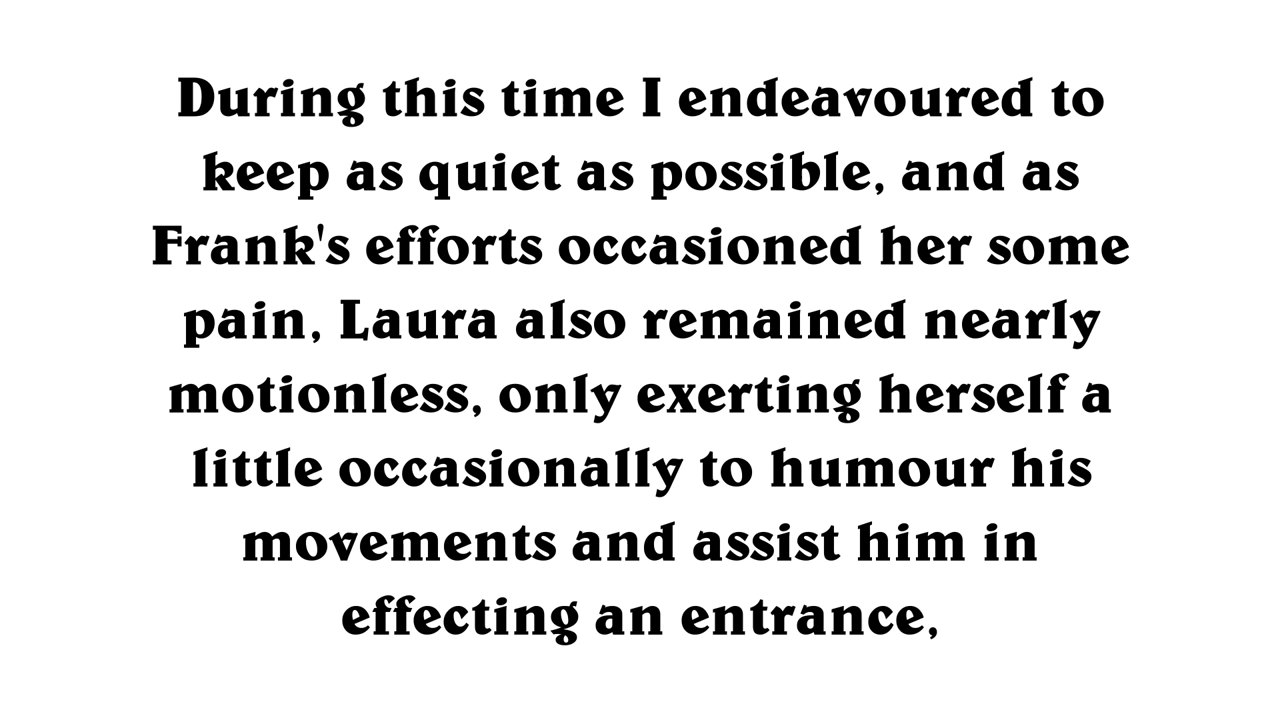 During this time I endeavoured to
keep as quiet as possible, and as
Frank's efforts occasioned her some
pain, Laura also remained nearly
motionless, only exerting herself a
little occasionally to humour his
movements and assist him in
effecting an entrance,